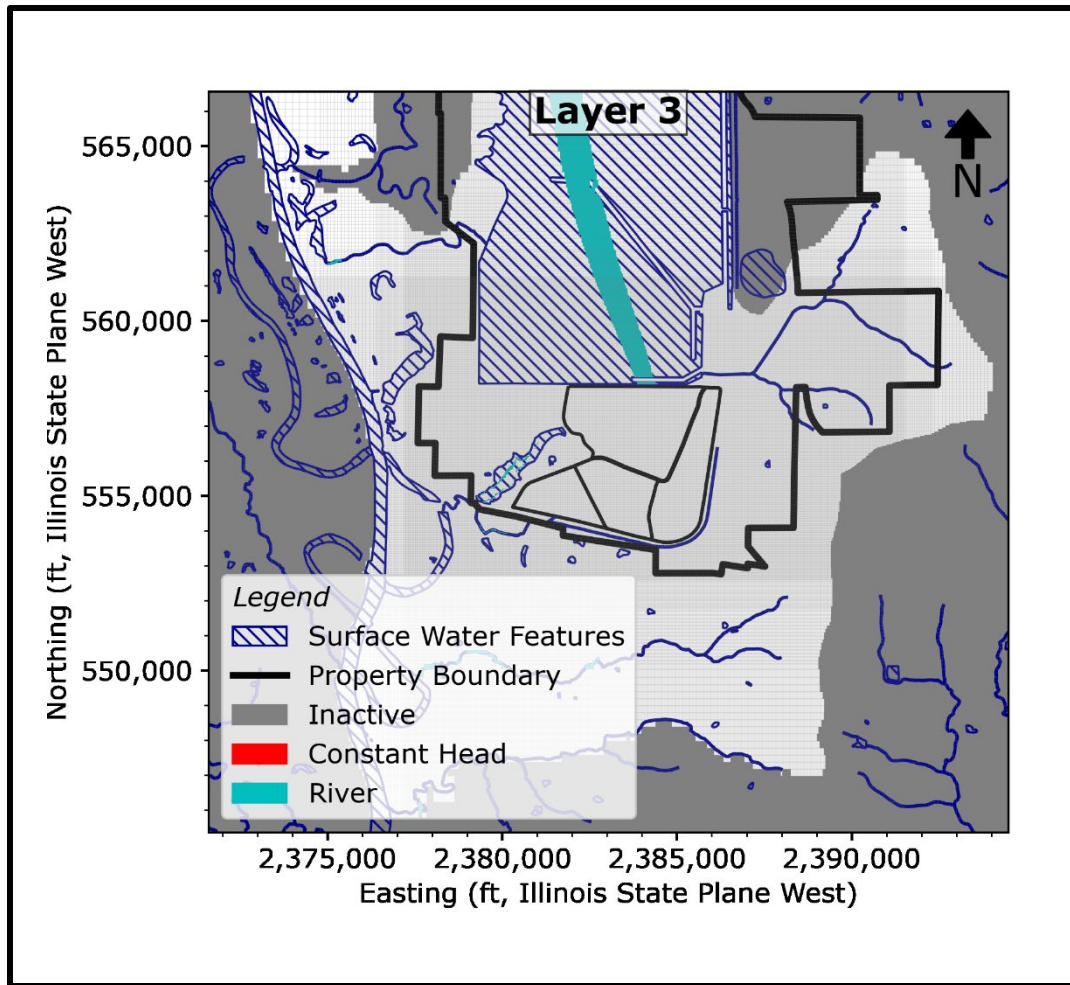 Layer 3
N
565,000
560,000
555,000
550,000
Northing (ft, Illinois State Plane West)
Legend
Surface Water Features
Property Boundary
Inactive
Constant Head
River
2,375,000
2,380,000
2,385,000
2,390,000
Easting (ft, Illinois State Plane West)